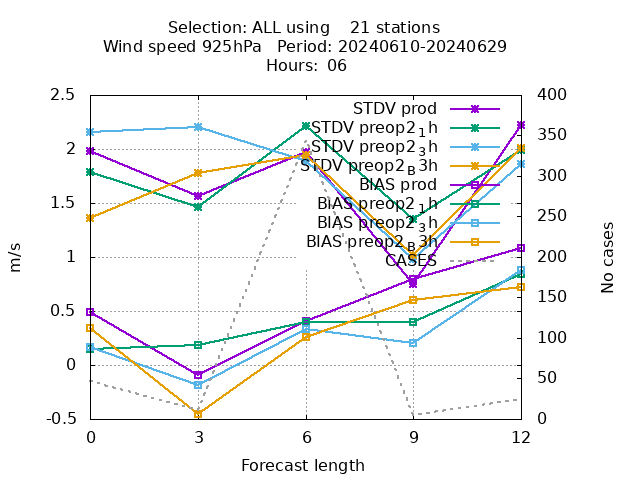 Selection: ALL using 21 stations
Wind speed 925hPa Period: 20240610-20240629
Hours: 06
2.5
2
1.5
1
0.5
0
-0.5
m/s
400
350
300
250
200
150
100
50
0
No cases
STDV prod
STDV preop2₁h
STDV preop2₃h
STDV preop2_B3h
BIAS prod
BIAS preop2₁h
BIAS preop2₃h
BIAS preop2_B3h
CASES
0 3 6 9 12
Forecast length